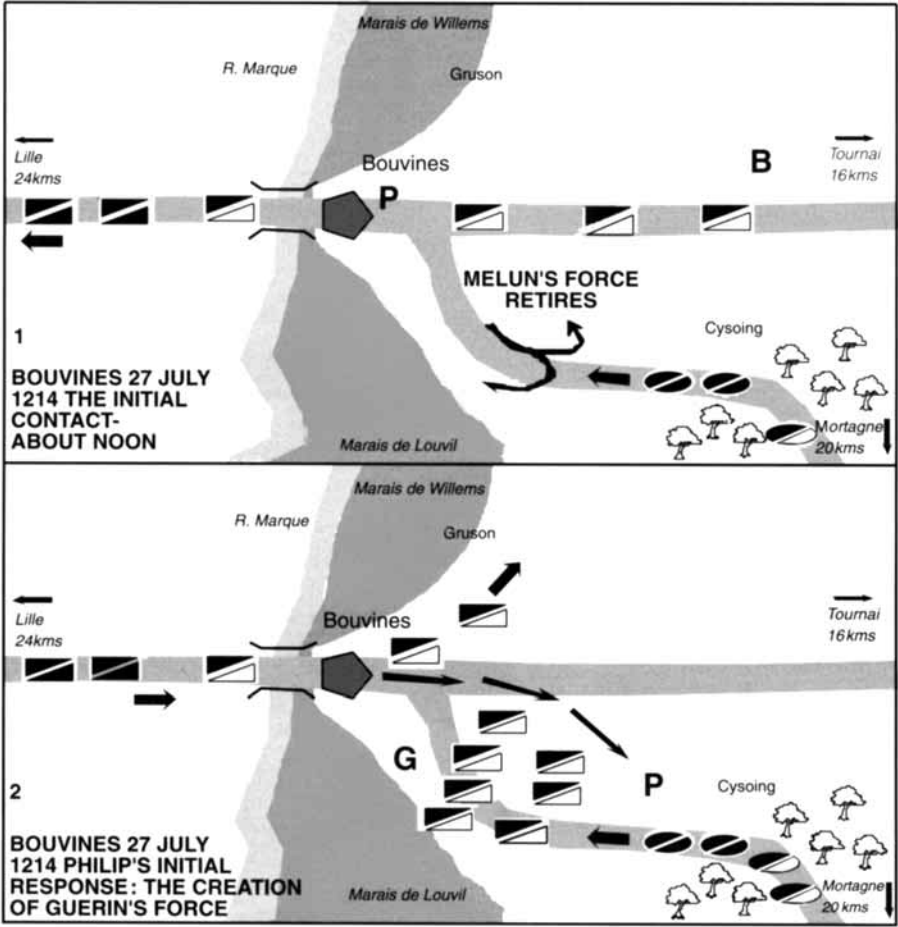 Marais de Willems
R. Marque
Gruson
Lille
24kms
Bouvines
P
B
Tournai
16kms
MELUN'S FORCE
RETIRES
Cysoing
1
BOUVINES 27 JULY
1214 THE INITIAL
CONTACT-
ABOUT NOON
Marais de Louvil
Mortagne
20kms
Marais de Willems
R. Marque
Gruson
Lille
24kms
Bouvines
Tournai
16kms
G
P
Cysoing
2
BOUVINES 27 JULY
1214 PHILIP'S INITIAL
RESPONSE: THE CREATION
OF GUERIN'S FORCE
Marais de Louvil
Mortagne
20 kms